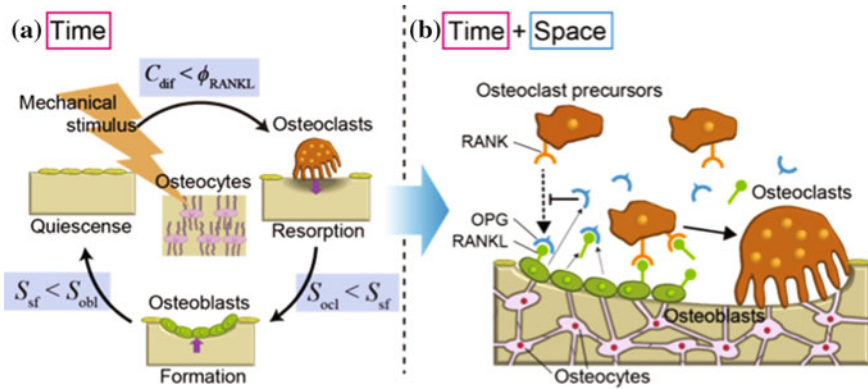 (a) Time
C_dif < ϕ_RANKL
Mechanical
stimulus
Osteoclasts
Osteocytes
Quiescense
Resorption
S_sf < S_obl
Osteoblasts
S_ocl < S_sf
Formation
(b) Time + Space
Osteoclast precursors
RANK
OPG
RANKL
Osteoclasts
Osteoblasts
Osteocytes